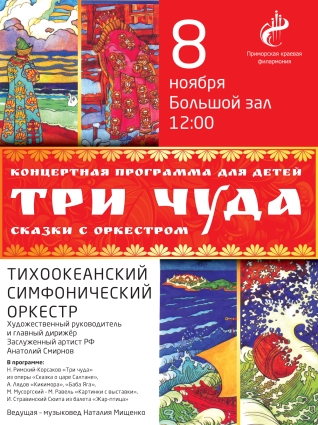 8
ноября
Большой зал
12:00
Приморская краевая
филармония
КОНЦЕРТНАЯ ПРОГРАММА ДЛЯ ДЕТЕЙ
ТРИ ЧУДА
СКАЗКИ С ОРКЕСТРОМ
ТИХООКЕАНСКИЙ
СИМФОНИЧЕСКИЙ
ОРКЕСТР
Художественный руководитель
и главный дирижёр
Заслуженный артист РФ
Анатолий Смирнов
В программе:
Н. Римский-Корсаков «Три чуда»
из оперы «Сказка о царе Салтане»,
А. Лядов «Кикимора», «Баба Яга»,
М. Мусоргский - М. Равель «Картинки с выставки»,
И. Стравинский Сюита из балета «Жар-птица»
Ведущая - музыковед Наталия Мищенко